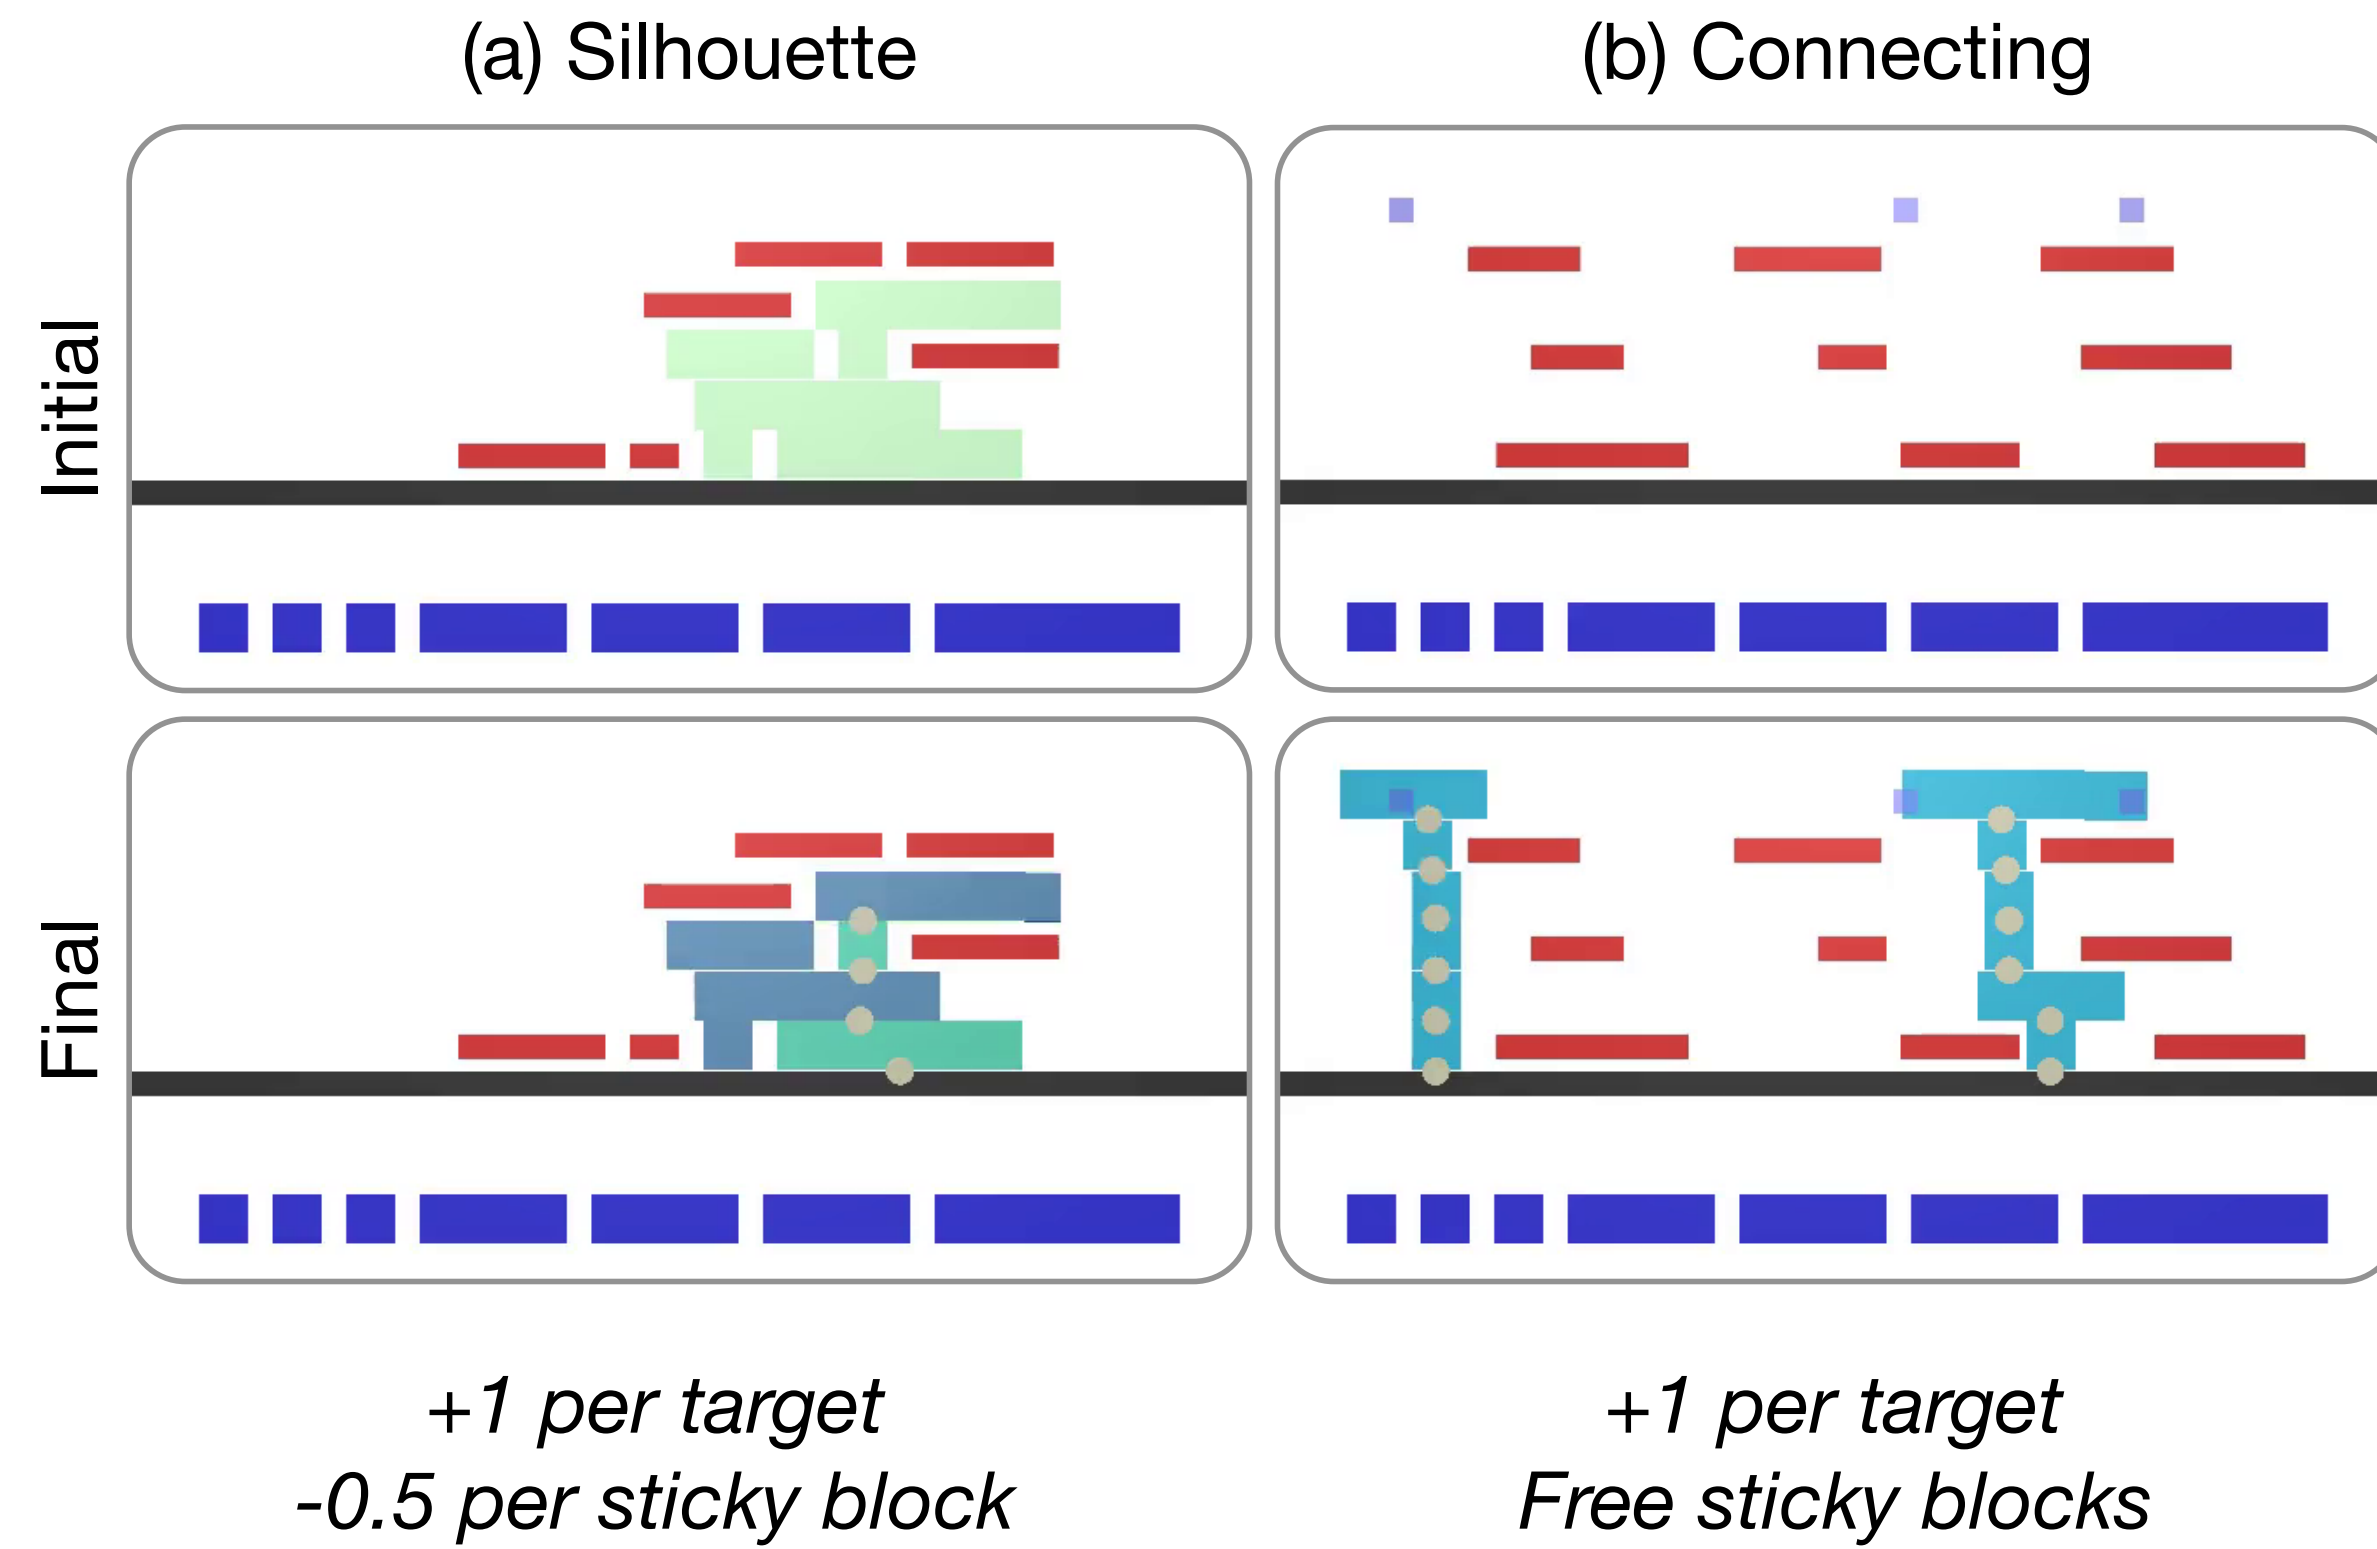 (a) Silhouette
(b) Connecting
Initial
Final
+1 per target
-0.5 per sticky block
+1 per target
Free sticky blocks